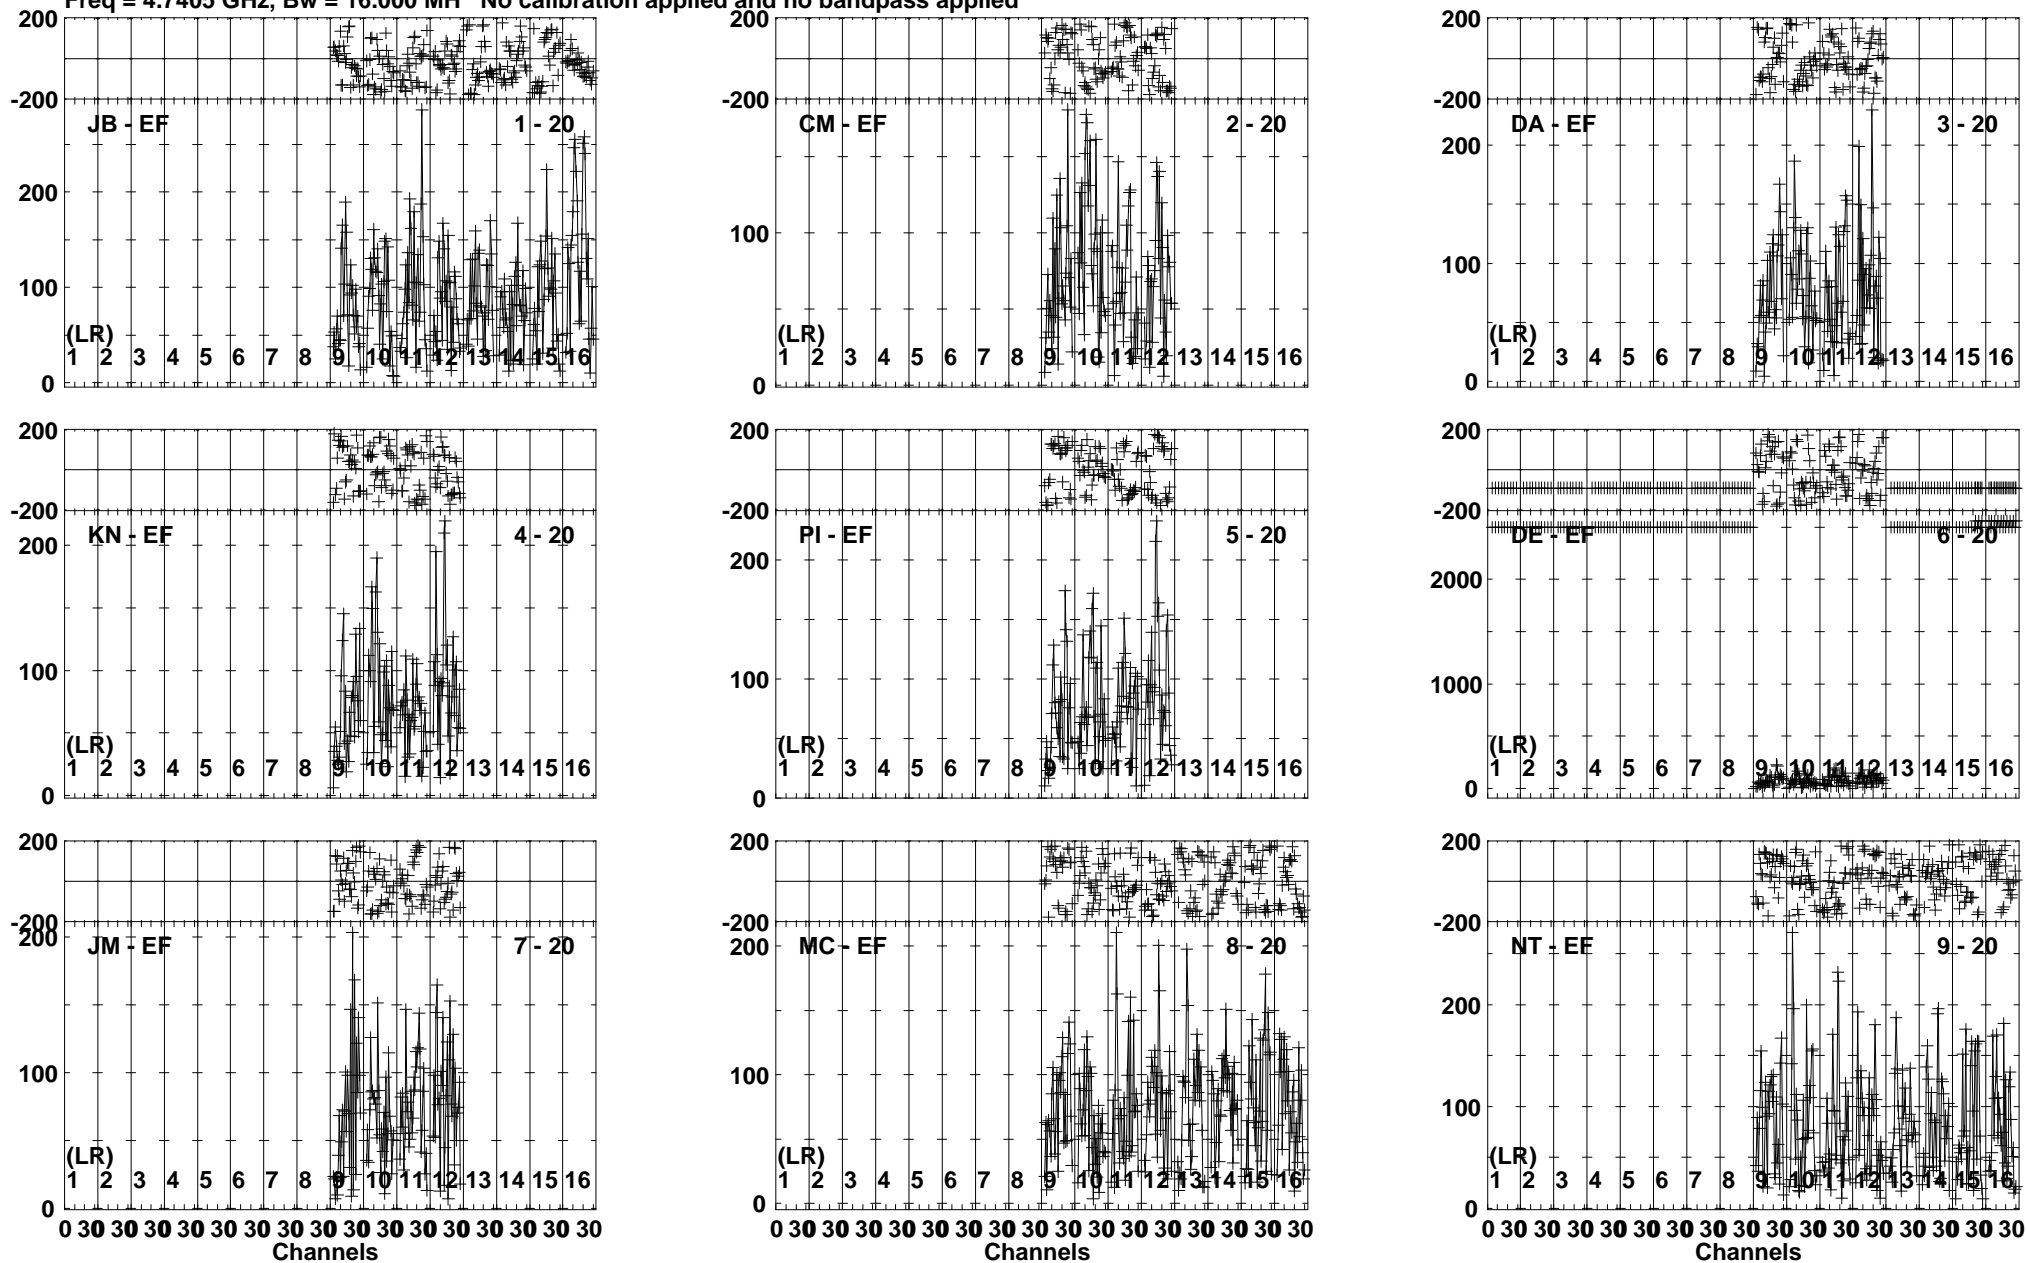 Freq = 4.7405 GHz, Bw = 16.000 MH No calibration applied and no bandpass applied
200 200 200
-200 -200 -200
JB - EF 1 - 20 CM - EF 2 - 20 DA - EF 3 - 20
200 100 200
100 100
(LR) (LR) (LR)
1 2 3 4 5 6 7 8 9 10 11 12 13 14 15 16 1 2 3 4 5 6 7 8 9 10 11 12 13 14 15 16 1 2 3 4 5 6 7 8 9 10 11 12 13 14 15 16
0 0 0
200 200 200
-200 -200 -200
KN - EF 4 - 20 PI - EF 5 - 20 DE - EF 6 - 20
200 200 2000
100 100 1000
(LR) (LR) (LR)
1 2 3 4 5 6 7 8 9 10 11 12 13 14 15 16 1 2 3 4 5 6 7 8 9 10 11 12 13 14 15 16 1 2 3 4 5 6 7 8 9 10 11 12 13 14 15 16
0 0 0
200 200 200
-200 -200 -200
JM - EF 7 - 20 MC - EF 8 - 20 NT - EF 9 - 20
200 200 200
100 100 100
(LR) (LR) (LR)
1 2 3 4 5 6 7 8 9 10 11 12 13 14 15 16 1 2 3 4 5 6 7 8 9 10 11 12 13 14 15 16 1 2 3 4 5 6 7 8 9 10 11 12 13 14 15 16
0 0 0
0 30 30 30 30 30 30 30 30 30 30 30 30 30 30 30 30 0 30 30 30 30 30 30 30 30 30 30 30 30 30 30 30 30 0 30 30 30 30 30 30 30 30 30 30 30 30 30 30 30 30
Channels Channels Channels